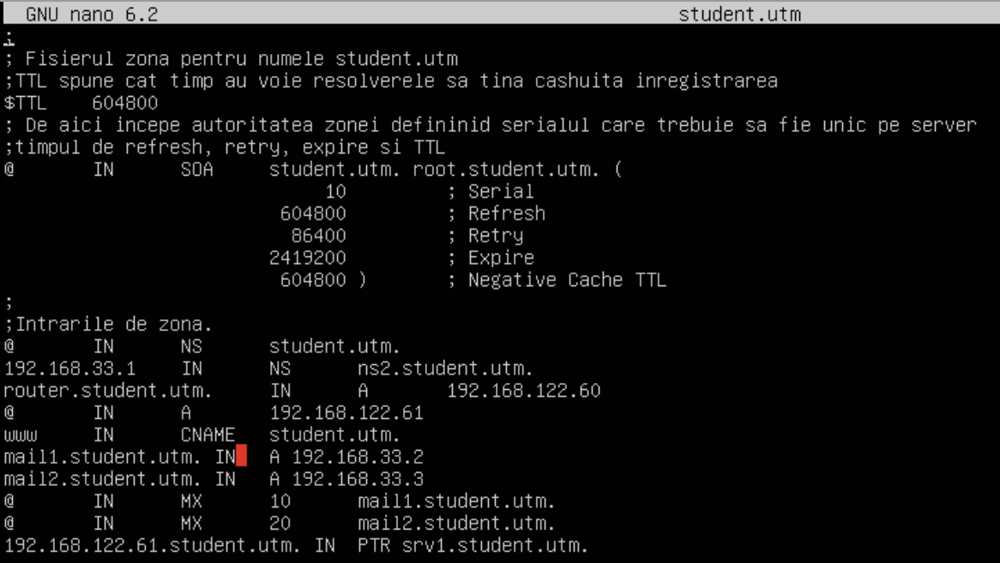 GNU nano 6.2 student.utm
;
; Fisierul zona pentru numele student.utm
;TTL spune cat timp au voie resolverele sa tina cashuita inregistrarea
$TTL 604800
; De aici incepe autoritatea zonei defininid serialul care trebuie sa fie unic pe server
;timpul de refresh, retry, expire si TTL
@ IN SOA student.utm. root.student.utm. (
10 ; Serial
604800 ; Refresh
86400 ; Retry
2419200 ; Expire
604800 ) ; Negative Cache TTL
;
;Intrarile de zona.
@ IN NS student.utm.
192.168.33.1 IN NS ns2.student.utm.
router.student.utm. IN A 192.168.122.60
@ IN A 192.168.122.61
www IN CNAME student.utm.
mail1.student.utm. IN A 192.168.33.2
mail2.student.utm. IN A 192.168.33.3
@ IN MX 10 mail1.student.utm.
@ IN MX 20 mail2.student.utm.
192.168.122.61.student.utm. IN PTR srv1.student.utm.